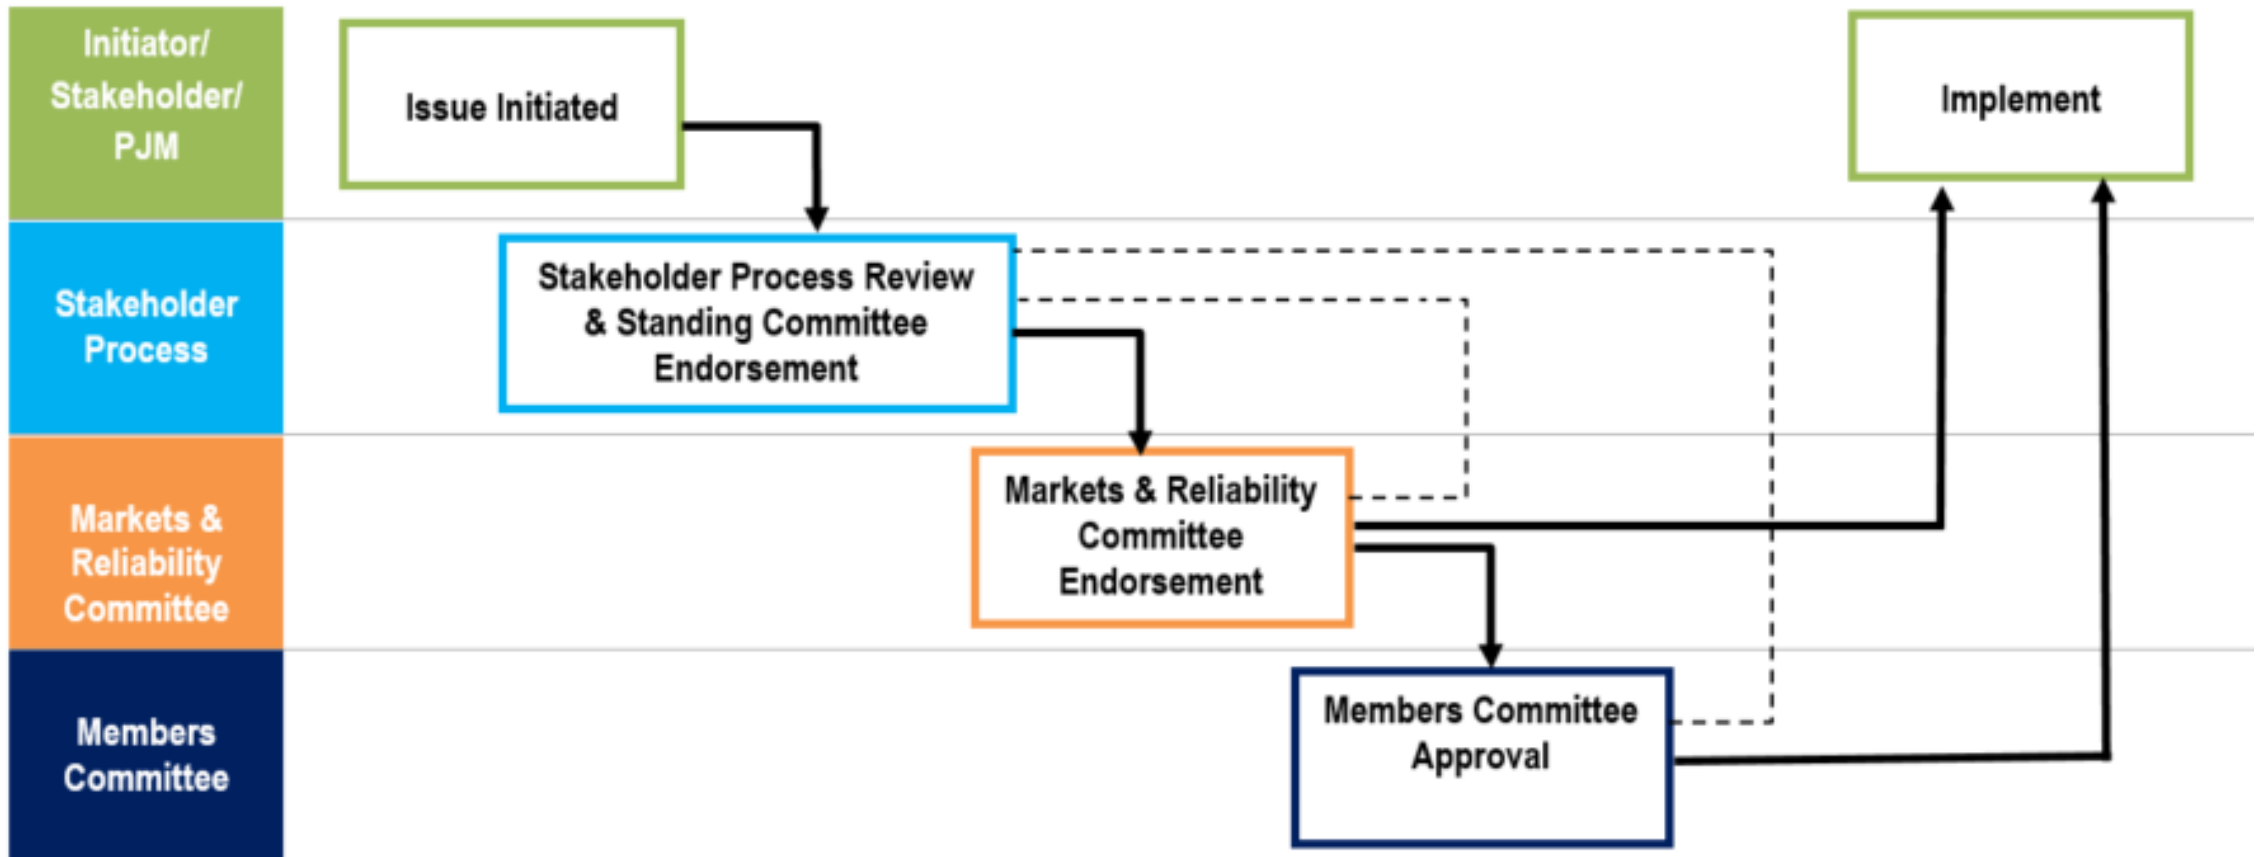 Initiator/
Stakeholder/
PJM
Issue Initiated
Implement
Stakeholder
Process
Stakeholder Process Review
& Standing Committee
Endorsement
Markets &
Reliability
Committee
Markets & Reliability
Committee
Endorsement
Members
Committee
Members Committee
Approval